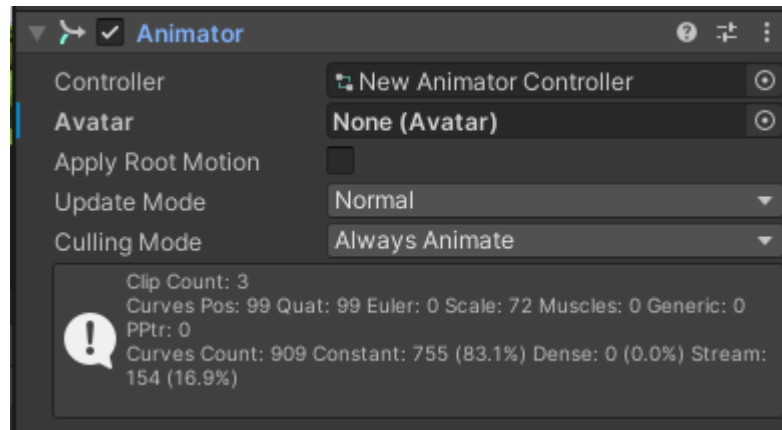 Animator
Controller New Animator Controller
Avatar None (Avatar)
Apply Root Motion
Update Mode Normal
Culling Mode Always Animate
Clip Count: 3
Curves Pos: 99 Quat: 99 Euler: 0 Scale: 72 Muscles: 0 Generic: 0
PPtr: 0
Curves Count: 909 Constant: 755 (83.1%) Dense: 0 (0.0%) Stream:
154 (16.9%)